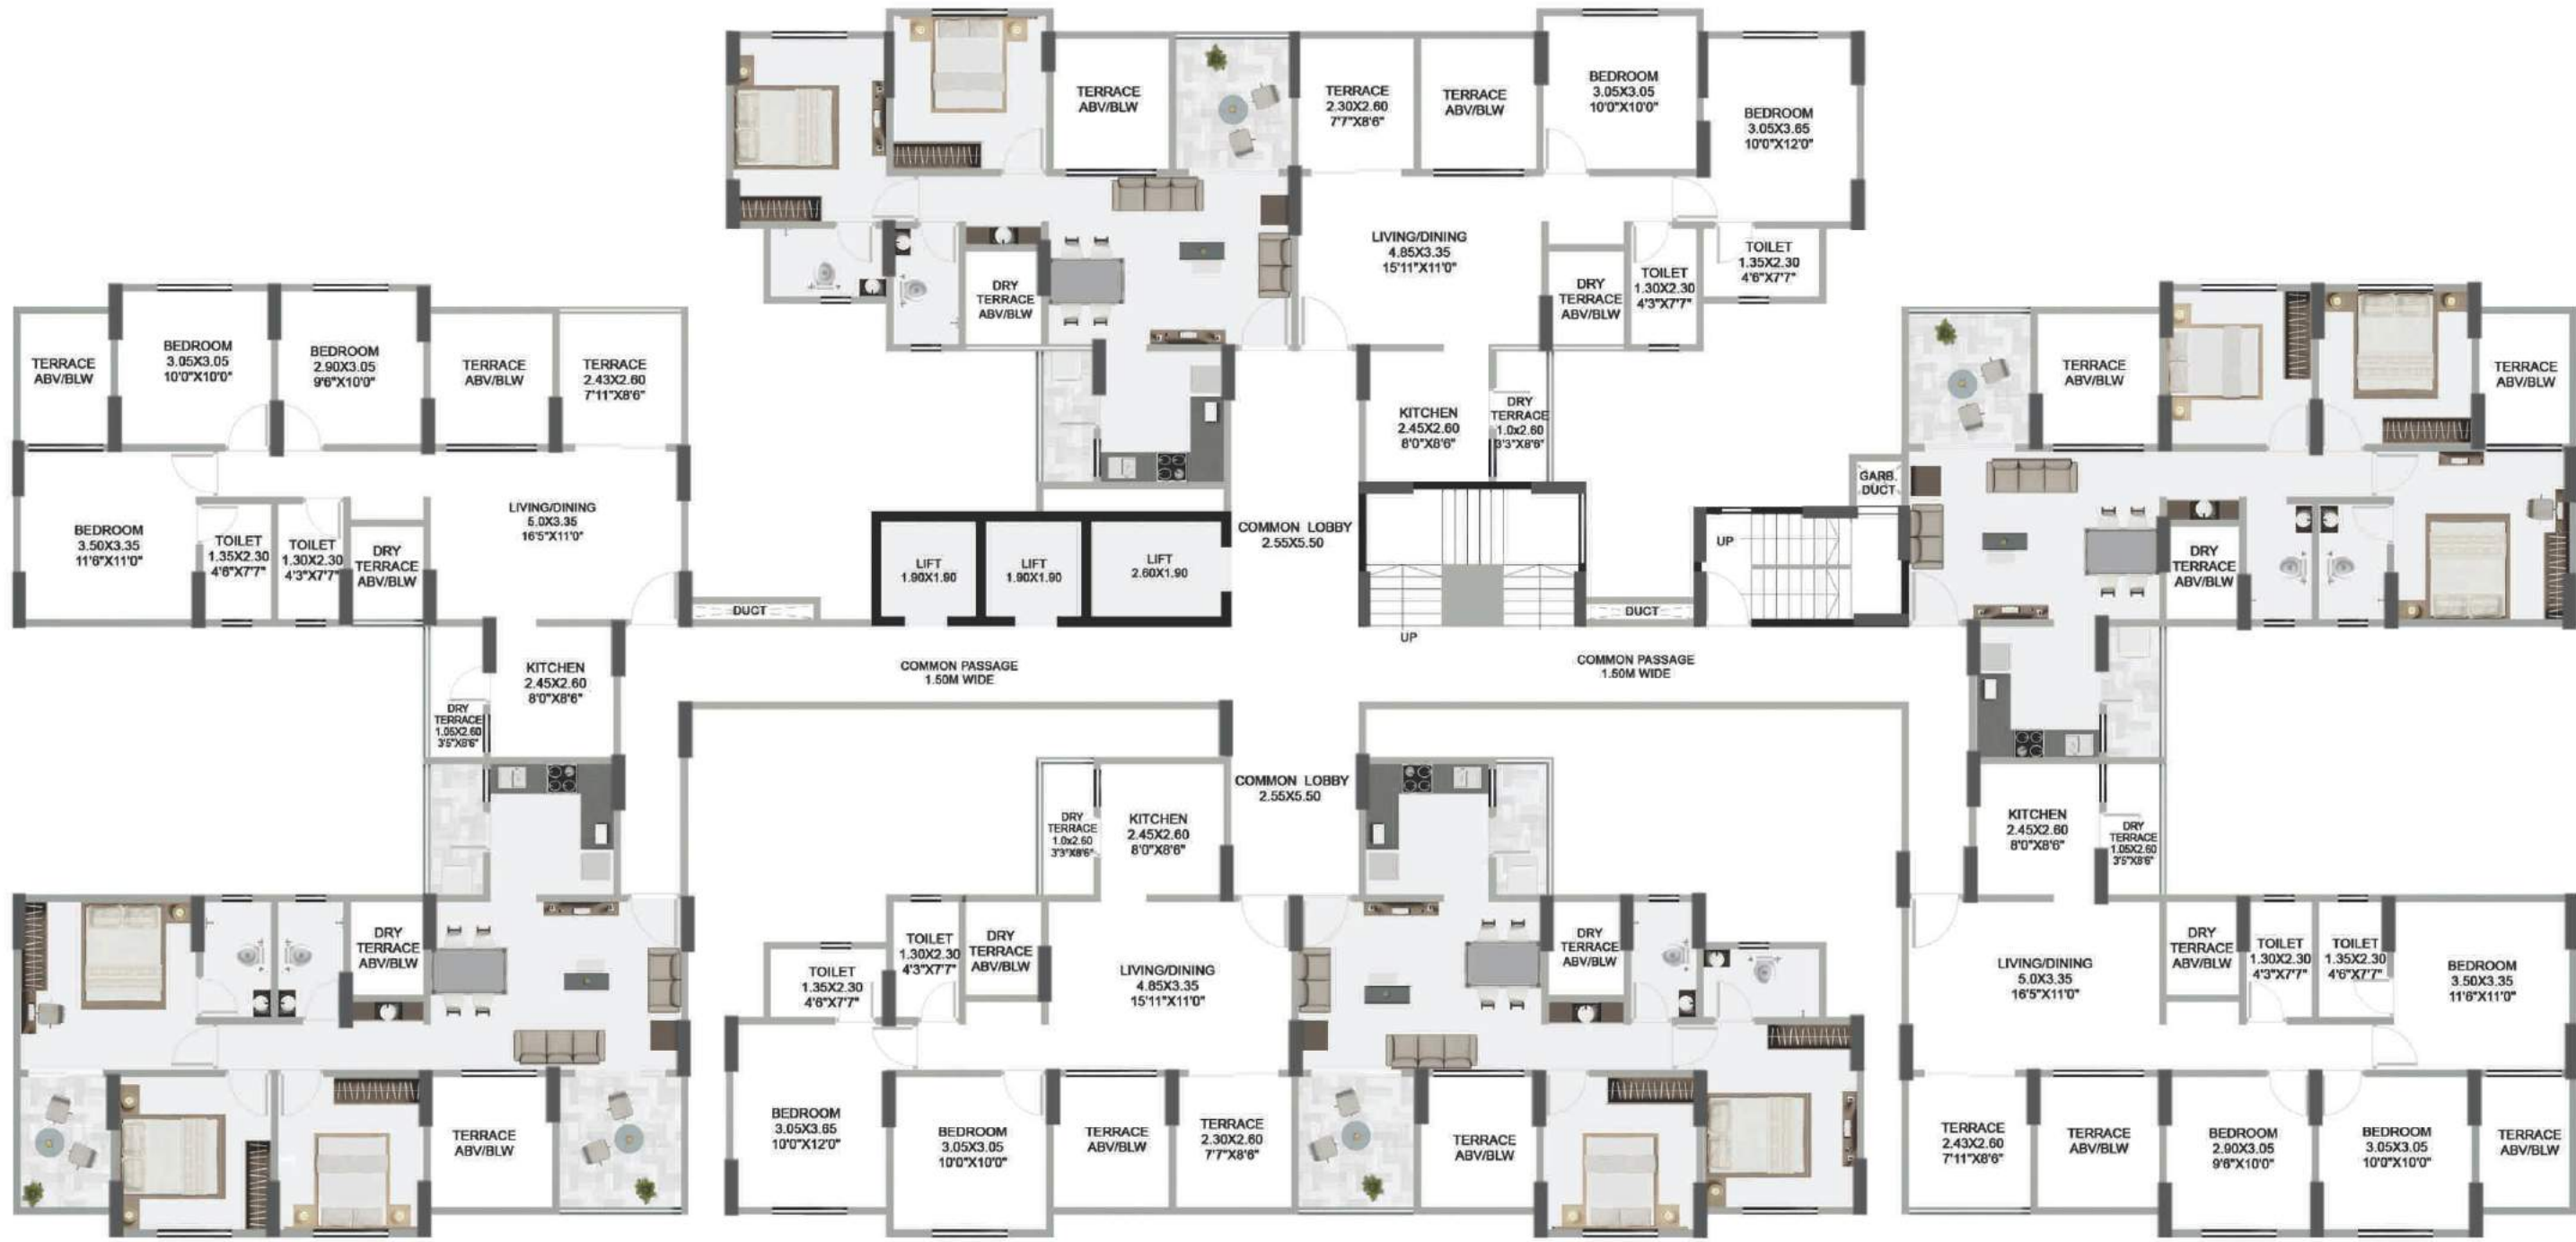 TERRACE
ABV/BLW
TERRACE
2.30X2.60
7'7"X8'6"
TERRACE
ABV/BLW
BEDROOM
3.05X3.05
10'0"X10'0"
BEDROOM
3.05X3.65
10'0"X12'0"
DRY
TERRACE
ABV/BLW
LIVING/DINING
4.85X3.35
15'11"X11'0"
DRY
TERRACE
ABV/BLW
TOILET
1.30X2.30
4'3"X7'7"
TOILET
1.35X2.30
4'6"X7'7"
KITCHEN
2.45X2.60
8'0"X8'6"
DRY
TERRACE
1.0x2.60
3'3"X8'6"
TERRACE
ABV/BLW
BEDROOM
3.05X3.05
10'0"X10'0"
BEDROOM
2.90X3.05
9'6"X10'0"
TERRACE
ABV/BLW
TERRACE
2.43X2.60
7'11"X8'6"
BEDROOM
3.50X3.35
11'6"X11'0"
TOILET
1.35X2.30
4'6"X7'7"
TOILET
1.30X2.30
4'3"X7'7"
DRY
TERRACE
ABV/BLW
LIVING/DINING
5.0X3.35
16'5"X11'0"
KITCHEN
2.45X2.60
8'0"X8'6"
DRY
TERRACE
1.05X2.60
3'5"X8'6"
DUCT
LIFT
1.90X1.90
LIFT
1.90X1.90
LIFT
2.60X1.90
COMMON LOBBY
2.55X5.50
UP
DUCT
UP
GARB.
DUCT
TERRACE
ABV/BLW
TERRACE
ABV/BLW
DRY
TERRACE
ABV/BLW
COMMON PASSAGE
1.50M WIDE
COMMON PASSAGE
1.50M WIDE
DRY
TERRACE
ABV/BLW
TERRACE
ABV/BLW
COMMON LOBBY
2.55X5.50
DRY
TERRACE
1.0x2.60
3'3"X8'6"
KITCHEN
2.45X2.60
8'0"X8'6"
TOILET
1.35X2.30
4'6"X7'7"
TOILET
1.30X2.30
4'3"X7'7"
DRY
TERRACE
ABV/BLW
LIVING/DINING
4.85X3.35
15'11"X11'0"
BEDROOM
3.05X3.65
10'0"X12'0"
BEDROOM
3.05X3.05
10'0"X10'0"
TERRACE
ABV/BLW
TERRACE
2.30X2.60
7'7"X8'6"
DRY
TERRACE
ABV/BLW
TERRACE
ABV/BLW
KITCHEN
2.45X2.60
8'0"X8'6"
DRY
TERRACE
1.05X2.60
3'5"X8'6"
LIVING/DINING
5.0X3.35
16'5"X11'0"
DRY
TERRACE
ABV/BLW
TOILET
1.30X2.30
4'3"X7'7"
TOILET
1.35X2.30
4'6"X7'7"
BEDROOM
3.50X3.35
11'6"X11'0"
TERRACE
2.43X2.60
7'11"X8'6"
TERRACE
ABV/BLW
BEDROOM
2.90X3.05
9'6"X10'0"
BEDROOM
3.05X3.05
10'0"X10'0"
TERRACE
ABV/BLW